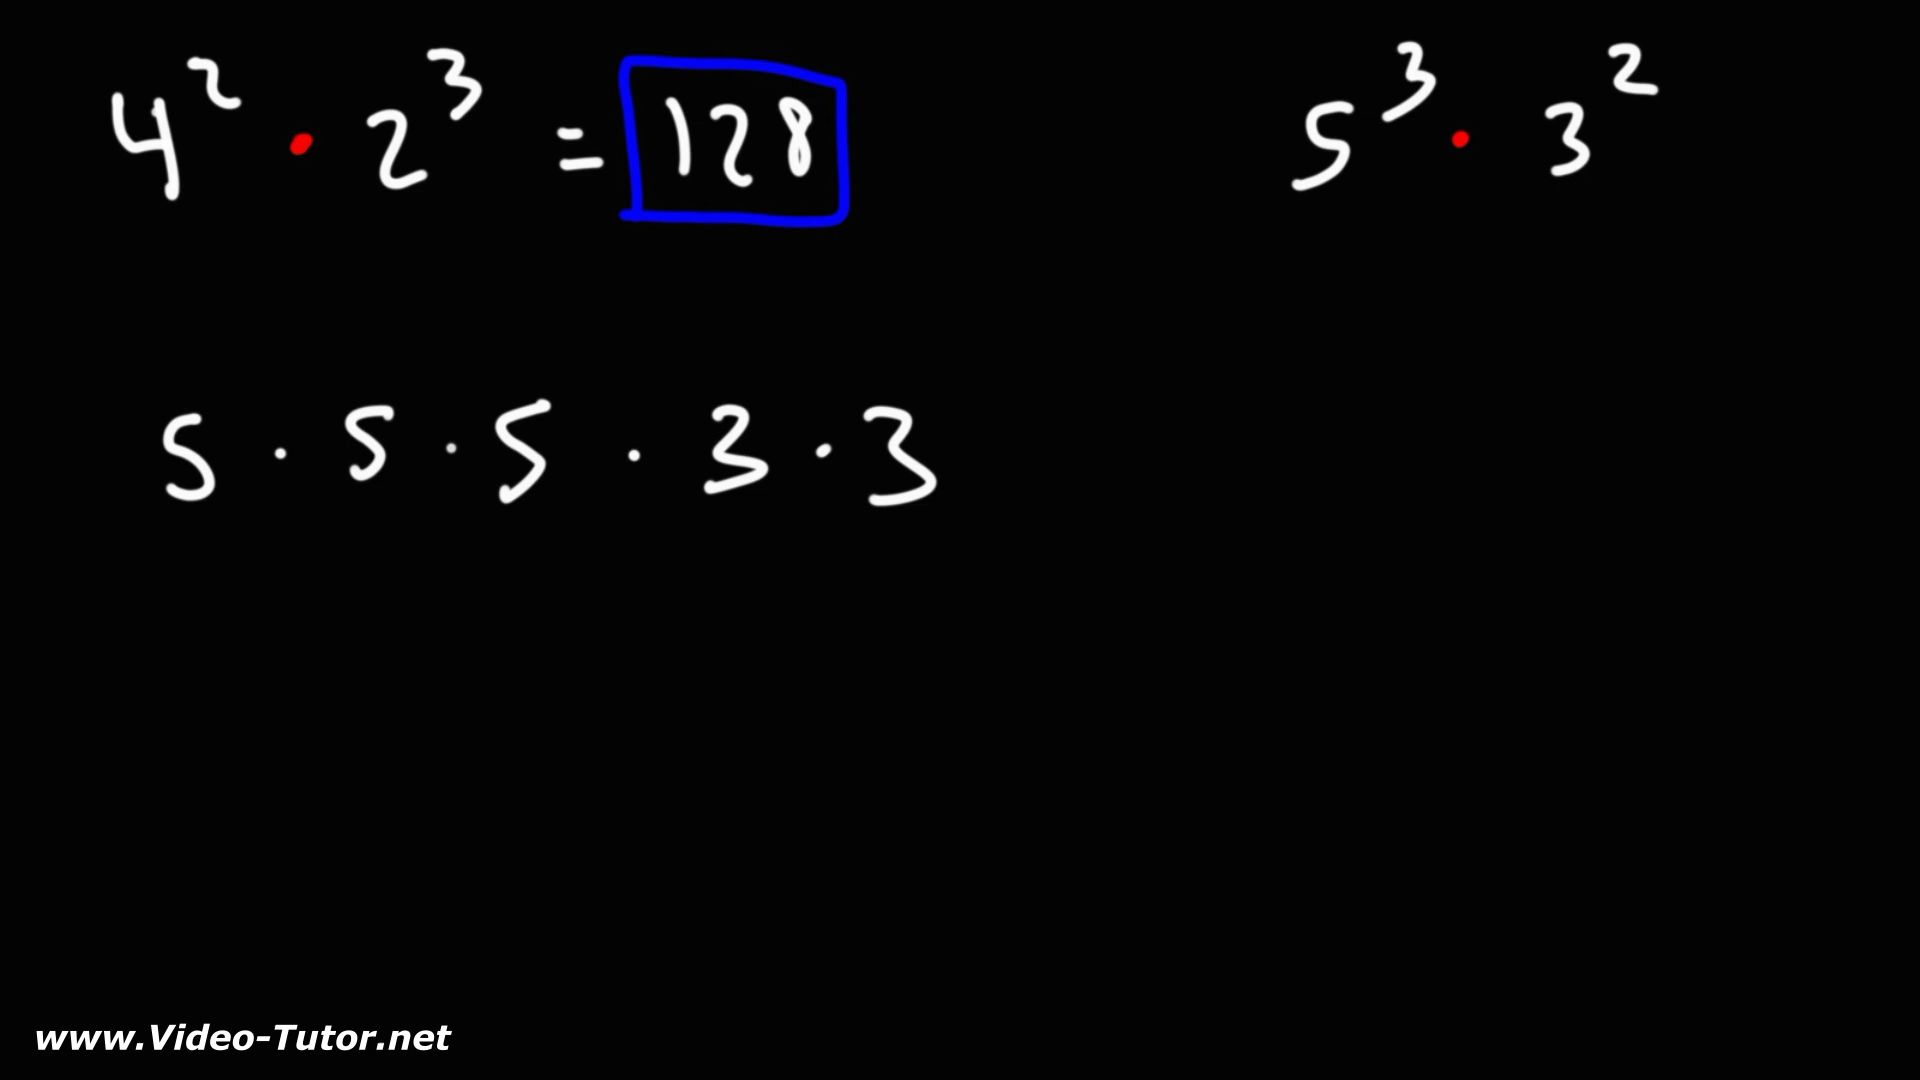 4² · 2³ = 128
5³ · 3²
5 · 5 · 5 · 3 · 3
www.Video-Tutor.net